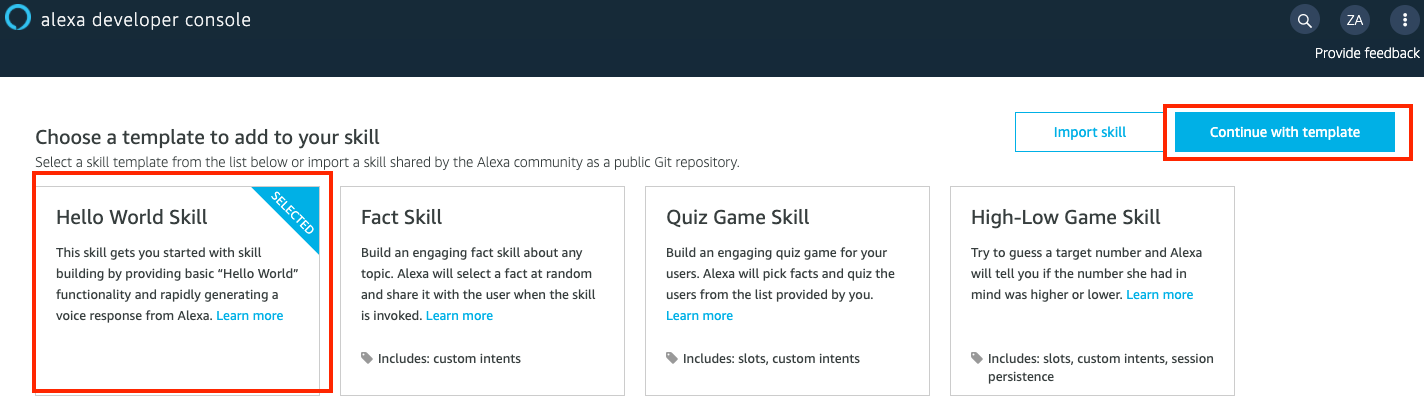 alexa developer console
ZA
Provide feedback
Choose a template to add to your skill
Import skill
Continue with template
Select a skill template from the list below or import a skill shared by the Alexa community as a public Git repository.
Hello World Skill
SELECTED
This skill gets you started with skill
building by providing basic “Hello World”
functionality and rapidly generating a
voice response from Alexa. Learn more
Fact Skill
Build an engaging fact skill about any
topic. Alexa will select a fact at random
and share it with the user when the skill
is invoked. Learn more
Includes: custom intents
Quiz Game Skill
Build an engaging quiz game for your
users. Alexa will pick facts and quiz the
users from the list provided by you.
Learn more
Includes: slots, custom intents
High-Low Game Skill
Try to guess a target number and Alexa
will tell you if the number she had in
mind was higher or lower. Learn more
Includes: slots, custom intents, session
persistence